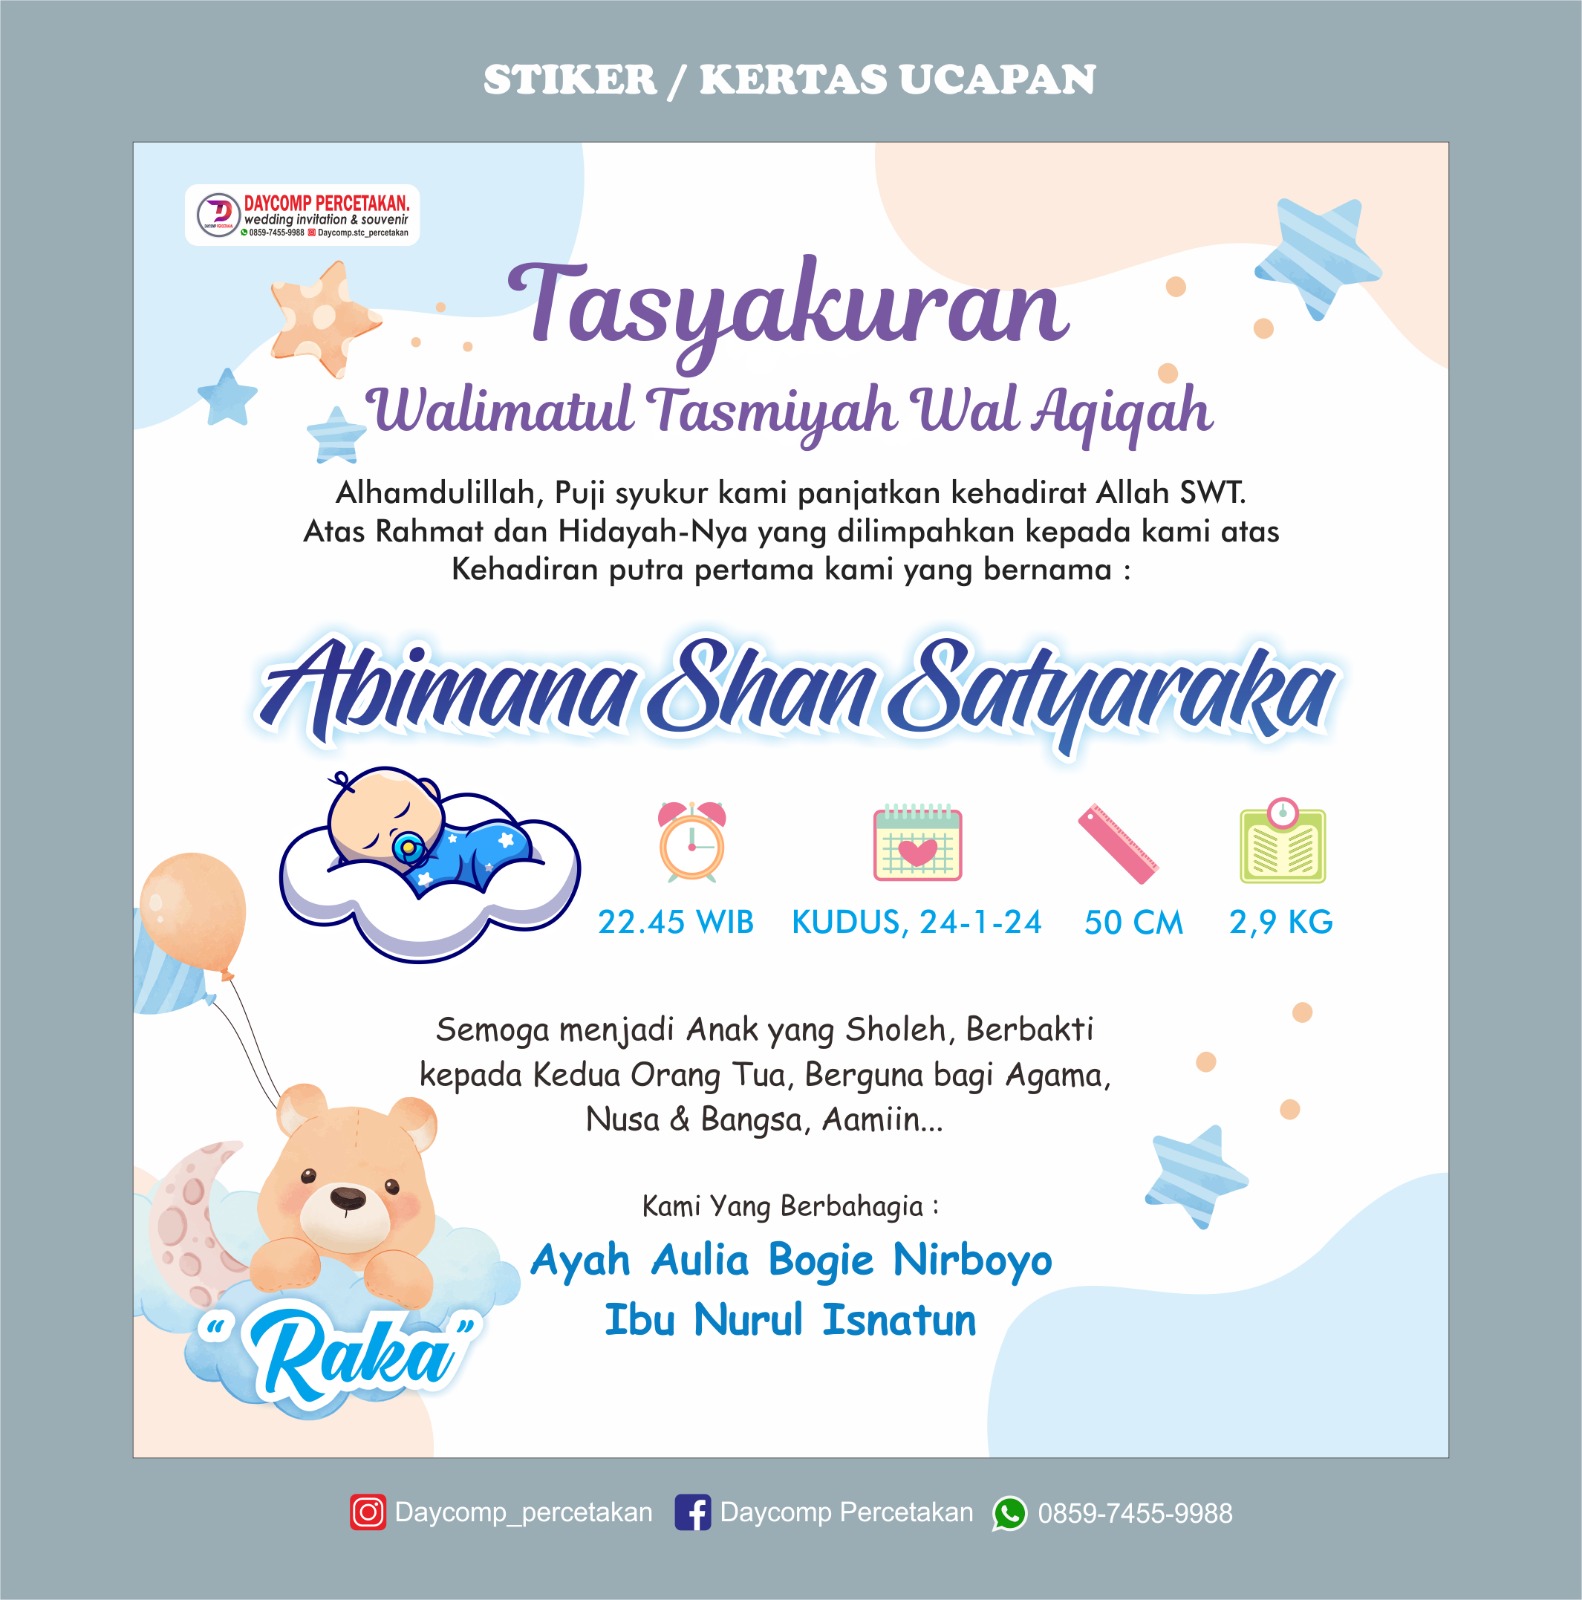 STIKER / KERTAS UCAPAN
DAYCOMP PERCETAKAN.
wedding invitation & souvenir
0859-7455-9988 Daycomp.stc_percetakan
Tasyakuran
Walimatul Tasmiyah Wal Aqiqah
Alhamdulillah, Puji syukur kami panjatkan kehadirat Allah SWT.
Atas Rahmat dan Hidayah-Nya yang dilimpahkan kepada kami atas
Kehadiran putra pertama kami yang bernama :
Abimana Shan Satyaraka
22.45 WIB KUDUS, 24-1-24 50 CM 2,9 KG
Semoga menjadi Anak yang Sholeh, Berbakti
kepada Kedua Orang Tua, Berguna bagi Agama,
Nusa & Bangsa, Aamiin...
Kami Yang Berbahagia :
Ayah Aulia Bogie Nirboyo
Ibu Nurul Isnatun
“ Raka”
Daycomp_percetakan Daycomp Percetakan 0859-7455-9988